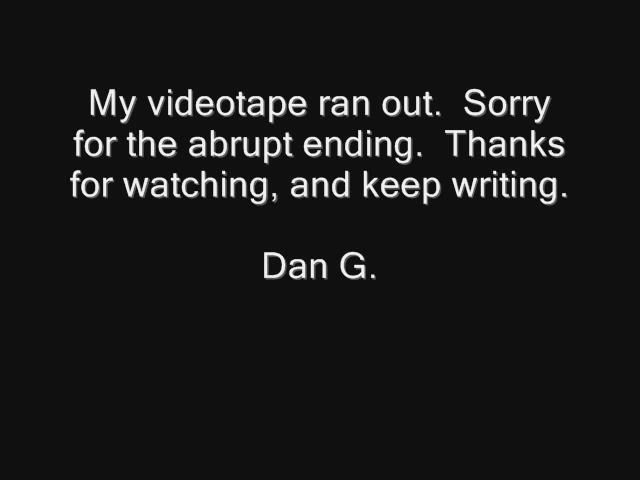 My videotape ran out.  Sorry
for the abrupt ending.  Thanks
for watching, and keep writing.
Dan G.